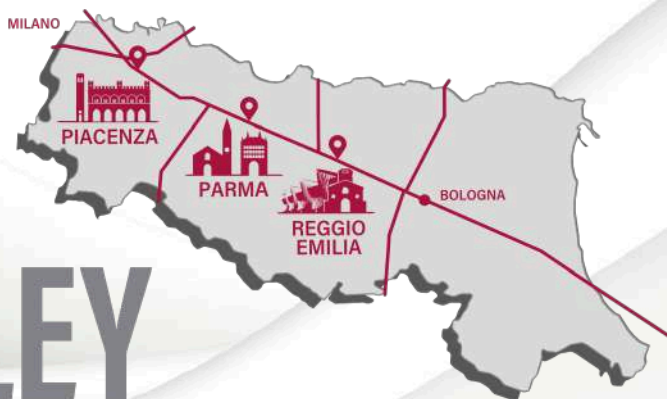 MILANO
PIACENZA
PARMA
BOLOGNA
REGGIO
EMILIA
LEY